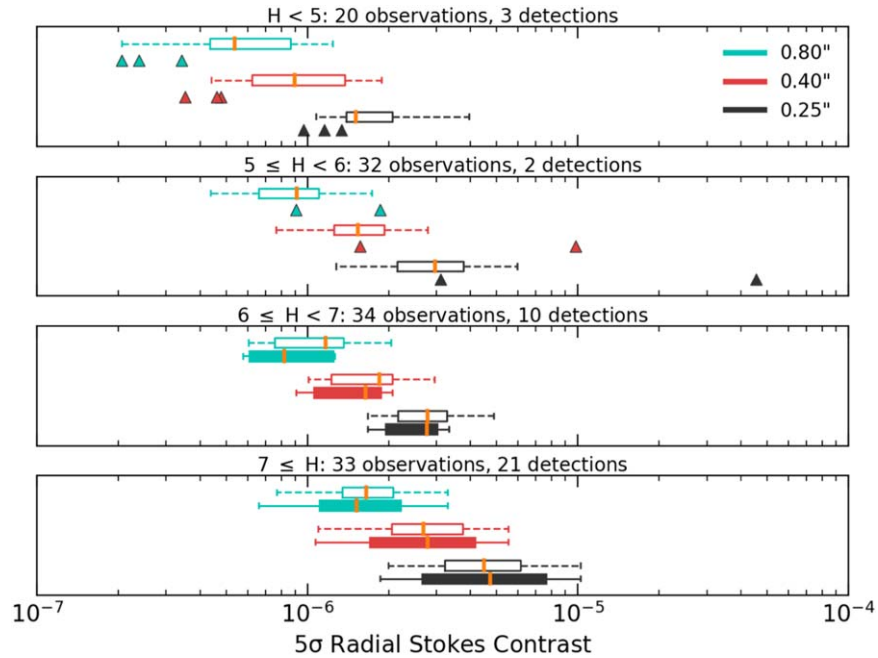 H < 5: 20 observations, 3 detections
0.80"
0.40"
0.25"
5 ≤ H < 6: 32 observations, 2 detections
6 ≤ H < 7: 34 observations, 10 detections
7 ≤ H: 33 observations, 21 detections
10⁻⁷ 10⁻⁶ 10⁻⁵ 10⁻⁴
5σ Radial Stokes Contrast